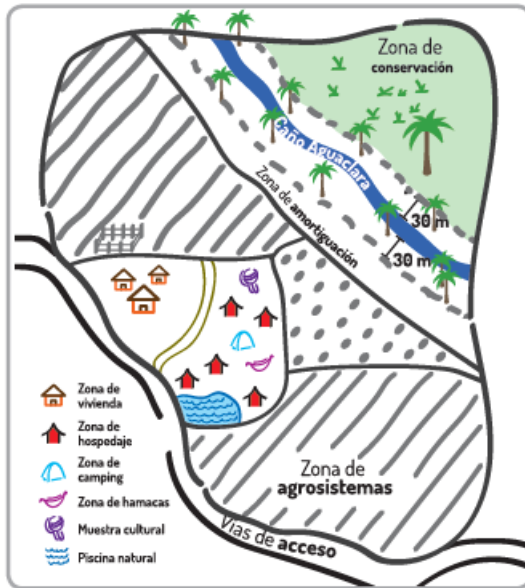 Zona de
conservación
Caño Aguaclara
Zona de
amortiguación
30 m
30 m
Zona de
vivienda
Zona de
hospedaje
Zona de
camping
Zona de hamacas
Muestra cultural
Piscina natural
Zona de
agrosistemas
Vías de acceso